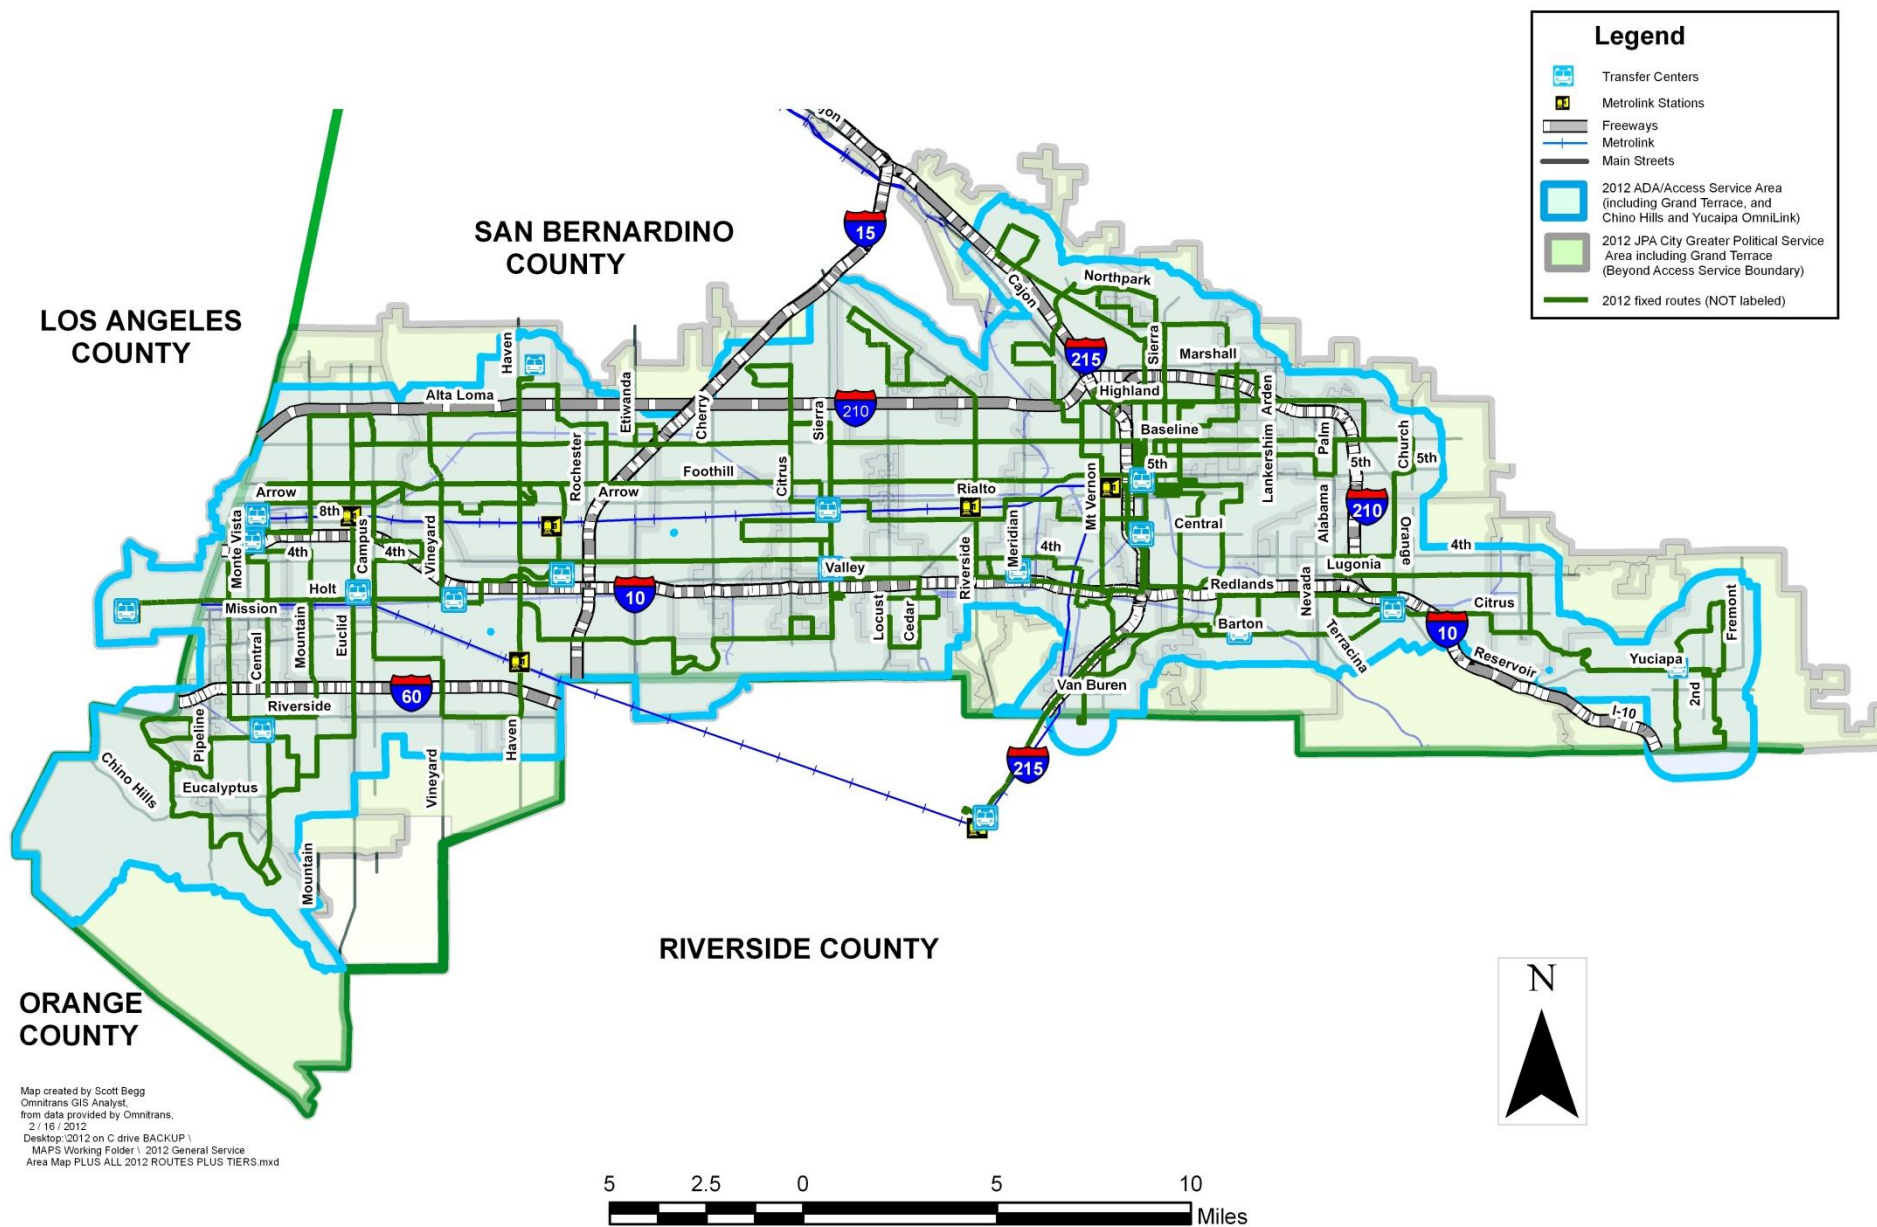 Legend
Transfer Centers
Metrolink Stations
Freeways
Metrolink
Main Streets
2012 ADA/Access Service Area
(including Grand Terrace, and
Chino Hills and Yucaipa OmniLink)
2012 JPA City Greater Political Service
Area including Grand Terrace
(Beyond Access Service Boundary)
2012 fixed routes (NOT labeled)
SAN BERNARDINO
COUNTY
LOS ANGELES
COUNTY
15
Cajon
Northpark
215
Sierra
Marshall
Highland
Haven
Alta Loma
Etiwanda
Cherry
210
Sierra
Arden
Baseline
Lankershim
Palm
Church
5th
5th
5th
Foothill
Citrus
Rochester
Arrow
Arrow
Rialto
Mt Vernon
8th
Monte Vista
Campus
Vineyard
4th
4th
Central
Alabama
210
Orange
4th
Meridian
4th
Riverside
Valley
Lugonia
Holt
Mission
10
Redlands
Nevada
Citrus
Central
Mountain
Euclid
Locust
Cedar
Barton
Terracina
10
Reservoir
Yuciapa
Fremont
2nd
I-10
60
Riverside
Van Buren
215
Pipeline
Haven
Vineyard
Chino Hills
Eucalyptus
Mountain
RIVERSIDE COUNTY
ORANGE
COUNTY
N
Map created by Scott Begg
Omnitrans GIS Analyst,
from data provided by Omnitrans,
2 / 16 / 2012
Desktop:\2012 on C drive BACKUP \
MAPS Working Folder \ 2012 General Service
Area Map PLUS ALL 2012 ROUTES PLUS TIERS.mxd
5 2.5 0 5 10
Miles